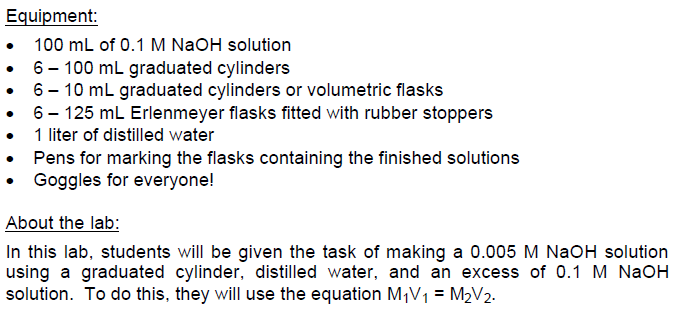 Equipment:
• 100 mL of 0.1 M NaOH solution
• 6 – 100 mL graduated cylinders
• 6 – 10 mL graduated cylinders or volumetric flasks
• 6 – 125 mL Erlenmeyer flasks fitted with rubber stoppers
• 1 liter of distilled water
• Pens for marking the flasks containing the finished solutions
• Goggles for everyone!
About the lab:
In this lab, students will be given the task of making a 0.005 M NaOH solution
using a graduated cylinder, distilled water, and an excess of 0.1 M NaOH
solution.  To do this, they will use the equation M₁V₁ = M₂V₂.